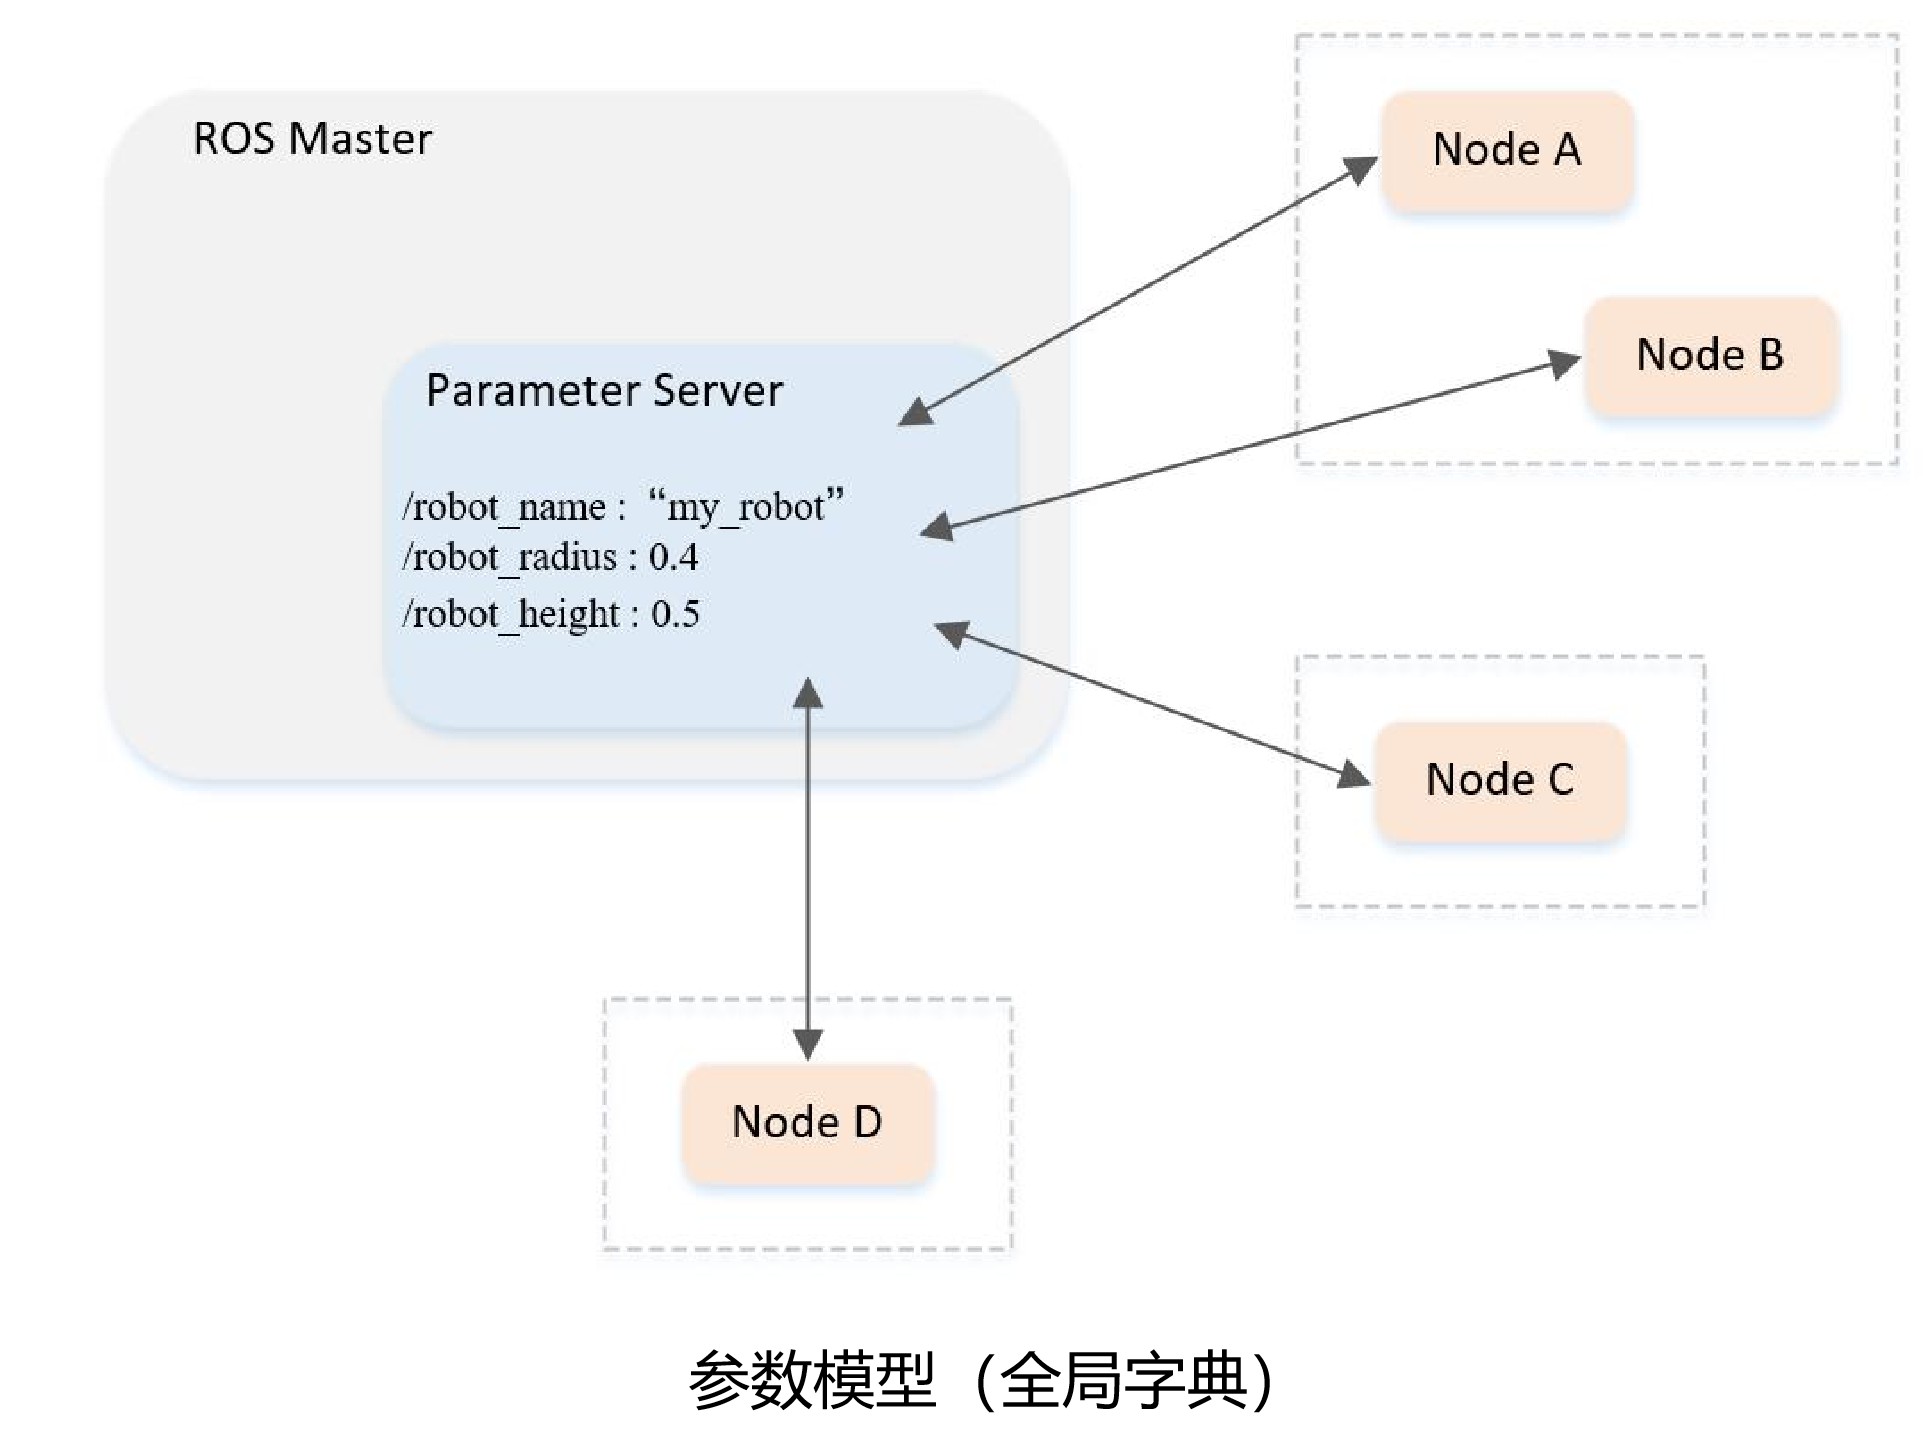 ROS Master
Parameter Server
/robot_name : “my_robot”
/robot_radius : 0.4
/robot_height : 0.5
Node A
Node B
Node C
Node D
参数模型（全局字典）